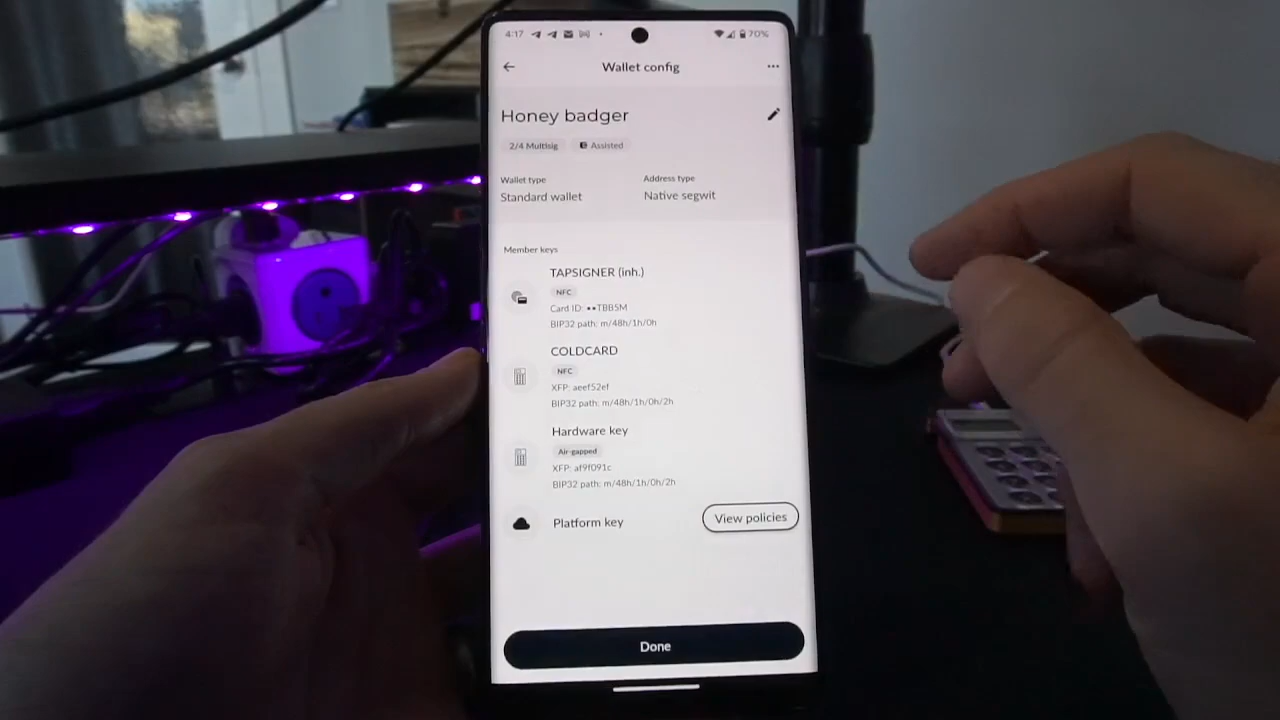 4:17 70%
Wallet config
Honey badger
2/4 Multisig Assisted
Wallet type Address type
Standard wallet Native segwit
Member keys
TAPSIGNER (inh.)
NFC
Card ID: ••TBB5M
BIP32 path: m/48h/1h/0h
COLDCARD
NFC
XFP: aeef52ef
BIP32 path: m/48h/1h/0h/2h
Hardware key
Air-gapped
XFP: af9f091c
BIP32 path: m/48h/1h/0h/2h
Platform key View policies
Done